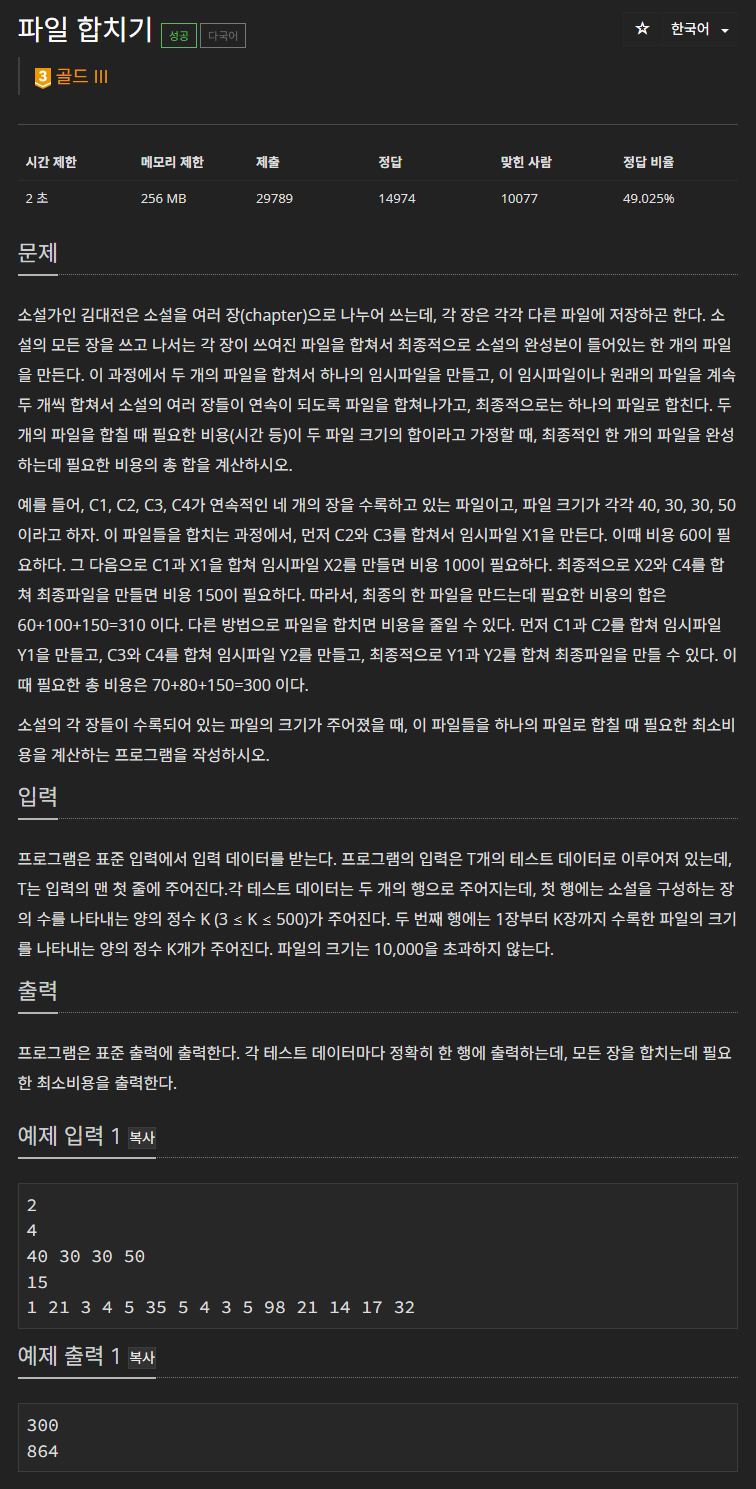 파일 합치기 성공 다국어 ☆ 한국어
3 골드 III
시간 제한 메모리 제한 제출 정답 맞힌 사람 정답 비율
2 초 256 MB 29789 14974 10077 49.025%
문제
소설가인 김대전은 소설을 여러 장(chapter)으로 나누어 쓰는데, 각 장은 각각 다른 파일에 저장하곤 한다. 소
설의 모든 장을 쓰고 나서는 각 장이 쓰여진 파일을 합쳐서 최종적으로 소설의 완성본이 들어있는 한 개의 파일
을 만든다. 이 과정에서 두 개의 파일을 합쳐서 하나의 임시파일을 만들고, 이 임시파일이나 원래의 파일을 계속
두 개씩 합쳐서 소설의 여러 장들이 연속이 되도록 파일을 합쳐나가고, 최종적으로는 하나의 파일로 합친다. 두
개의 파일을 합칠 때 필요한 비용(시간 등)이 두 파일 크기의 합이라고 가정할 때, 최종적인 한 개의 파일을 완성
하는데 필요한 비용의 총 합을 계산하시오.
예를 들어, C1, C2, C3, C4가 연속적인 네 개의 장을 수록하고 있는 파일이고, 파일 크기가 각각 40, 30, 30, 50
이라고 하자. 이 파일들을 합치는 과정에서, 먼저 C2와 C3를 합쳐서 임시파일 X1을 만든다. 이때 비용 60이 필
요하다. 그 다음으로 C1과 X1을 합쳐 임시파일 X2를 만들면 비용 100이 필요하다. 최종적으로 X2와 C4를 합
쳐 최종파일을 만들면 비용 150이 필요하다. 따라서, 최종의 한 파일을 만드는데 필요한 비용의 합은
60+100+150=310 이다. 다른 방법으로 파일을 합치면 비용을 줄일 수 있다. 먼저 C1과 C2를 합쳐 임시파일
Y1을 만들고, C3와 C4를 합쳐 임시파일 Y2를 만들고, 최종적으로 Y1과 Y2를 합쳐 최종파일을 만들 수 있다. 이
때 필요한 총 비용은 70+80+150=300 이다.
소설의 각 장들이 수록되어 있는 파일의 크기가 주어졌을 때, 이 파일들을 하나의 파일로 합칠 때 필요한 최소비
용을 계산하는 프로그램을 작성하시오.
입력
프로그램은 표준 입력에서 입력 데이터를 받는다. 프로그램의 입력은 T개의 테스트 데이터로 이루어져 있는데,
T는 입력의 맨 첫 줄에 주어진다.각 테스트 데이터는 두 개의 행으로 주어지는데, 첫 행에는 소설을 구성하는 장
의 수를 나타내는 양의 정수 K (3 ≤ K ≤ 500)가 주어진다. 두 번째 행에는 1장부터 K장까지 수록한 파일의 크기
를 나타내는 양의 정수 K개가 주어진다. 파일의 크기는 10,000을 초과하지 않는다.
출력
프로그램은 표준 출력에 출력한다. 각 테스트 데이터마다 정확히 한 행에 출력하는데, 모든 장을 합치는데 필요
한 최소비용을 출력한다.
예제 입력 1 복사
2
4
40 30 30 50
15
1 21 3 4 5 35 5 4 3 5 98 21 14 17 32
예제 출력 1 복사
300
864